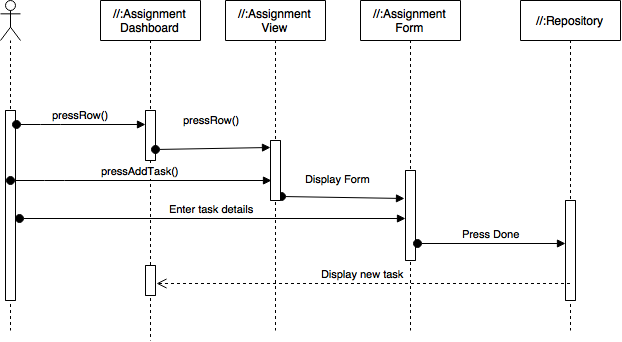 //:Assignment
Dashboard
//:Assignment
View
//:Assignment
Form
//:Repository
pressRow()
pressRow()
pressAddTask()
Display Form
Enter task details
Press Done
Display new task